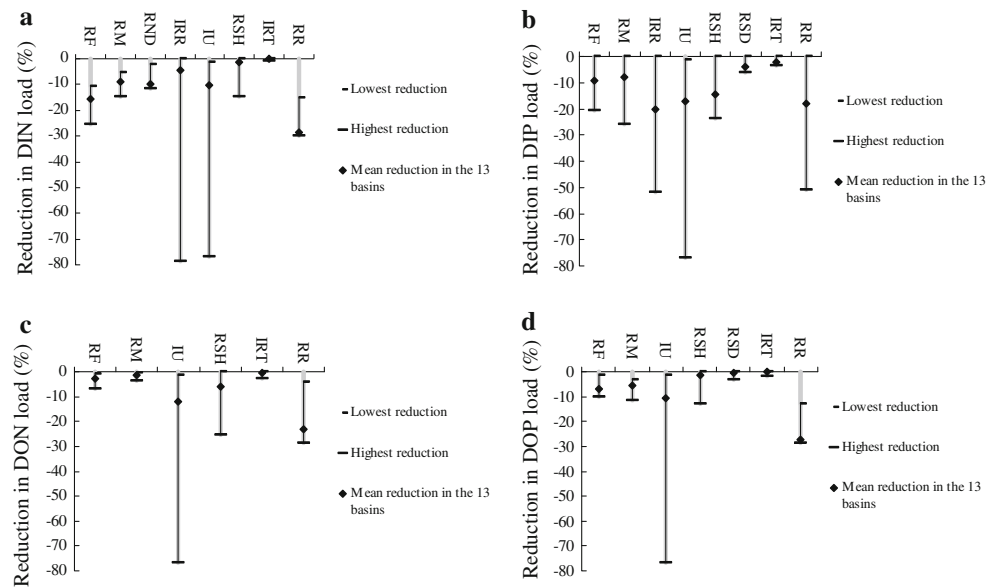 a
RF RM RND IRR IU RSH IRT RR
Reduction in DIN load (%)
0
-10
-20
-30
-40
-50
-60
-70
-80
Lowest reduction
Highest reduction
Mean reduction in the 13
basins
b
RF RM IRR IU RSH RSD IRT RR
Reduction in DIP load (%)
0
-10
-20
-30
-40
-50
-60
-70
-80
Lowest reduction
Highest reduction
Mean reduction in the 13
basins
c
RF RM IU RSH IRT RR
Reduction in DON load (%)
0
-10
-20
-30
-40
-50
-60
-70
-80
Lowest reduction
Highest reduction
Mean reduction in the 13
basins
d
RF RM IU RSH RSD IRT RR
Reduction in DOP load (%)
0
-10
-20
-30
-40
-50
-60
-70
-80
Lowest reduction
Highest reduction
Mean reduction in the 13
basins